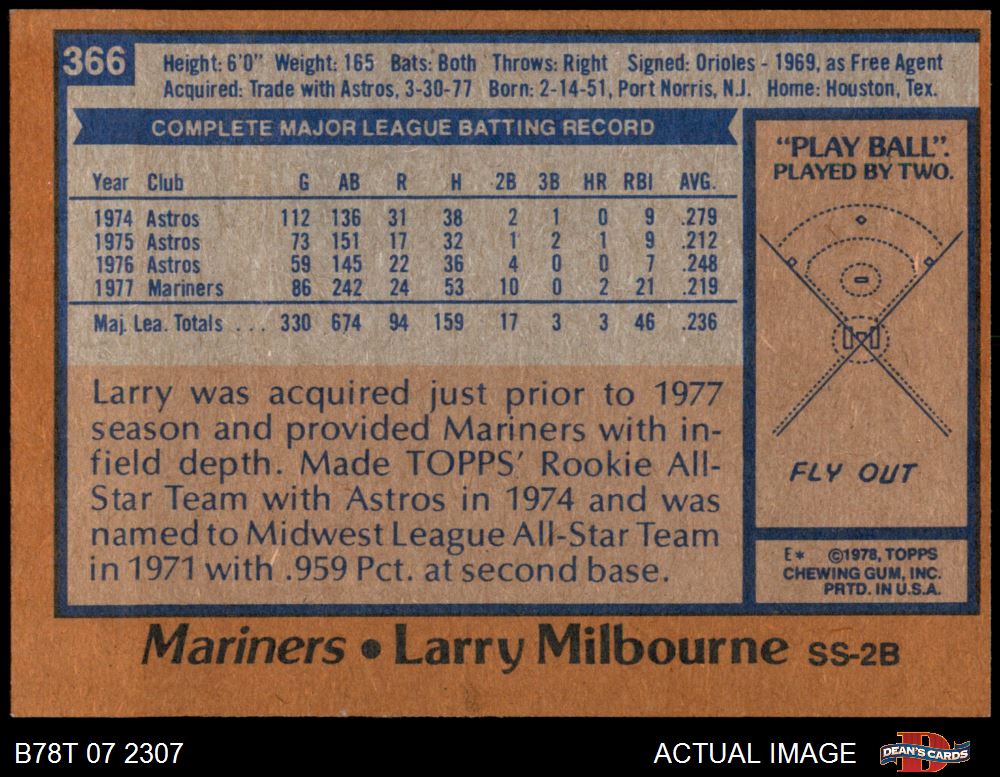 366
Height: 6'0" Weight: 165 Bats: Both Throws: Right Signed: Orioles - 1969, as Free Agent
Acquired: Trade with Astros, 3-30-77 Born: 2-14-51, Port Norris, N.J. Home: Houston, Tex.
COMPLETE MAJOR LEAGUE BATTING RECORD
Year Club G AB R H 2B 3B HR RBI AVG.
1974 Astros 112 136 31 38 2 1 0 9 .279
1975 Astros 73 151 17 32 1 2 1 9 .212
1976 Astros 59 145 22 36 4 0 0 7 .248
1977 Mariners 86 242 24 53 10 0 2 21 .219
Maj. Lea. Totals . . . 330 674 94 159 17 3 3 46 .236
Larry was acquired just prior to 1977
season and provided Mariners with in-
field depth. Made TOPPS' Rookie All-
Star Team with Astros in 1974 and was
named to Midwest League All-Star Team
in 1971 with .959 Pct. at second base.
"PLAY BALL".
PLAYED BY TWO.
FLY OUT
E* ©1978, TOPPS
CHEWING GUM, INC.
PRTD. IN U.S.A.
Mariners • Larry Milbourne SS-2B
B78T 07 2307
ACTUAL IMAGE
DEAN'S CARDS